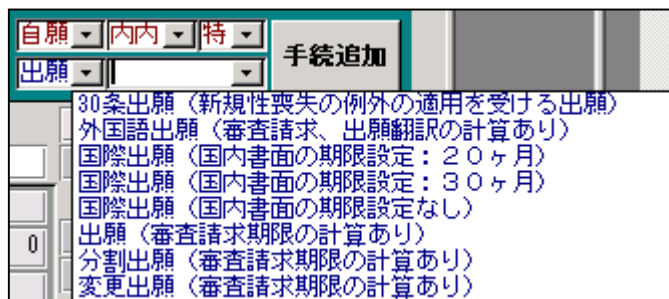 自願 内内 特 手続追加
出願
30条出願（新規性喪失の例外の適用を受ける出願）
外国語出願（審査請求、出願翻訳の計算あり）
国際出願（国内書面の期限設定：２０ヶ月）
国際出願（国内書面の期限設定：３０ヶ月）
国際出願（国内書面の期限設定なし）
0 出願（審査請求期限の計算あり）
分割出願（審査請求期限の計算あり）
変更出願（審査請求期限の計算あり）